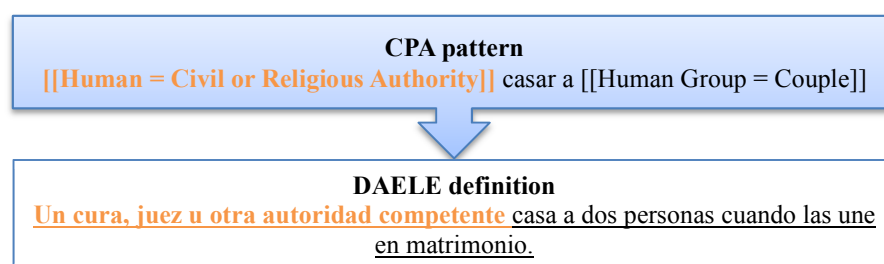 CPA pattern
[[Human = Civil or Religious Authority]] casar a [[Human Group = Couple]]
DAELE definition
Un cura, juez u otra autoridad competente casa a dos personas cuando las une
en matrimonio.